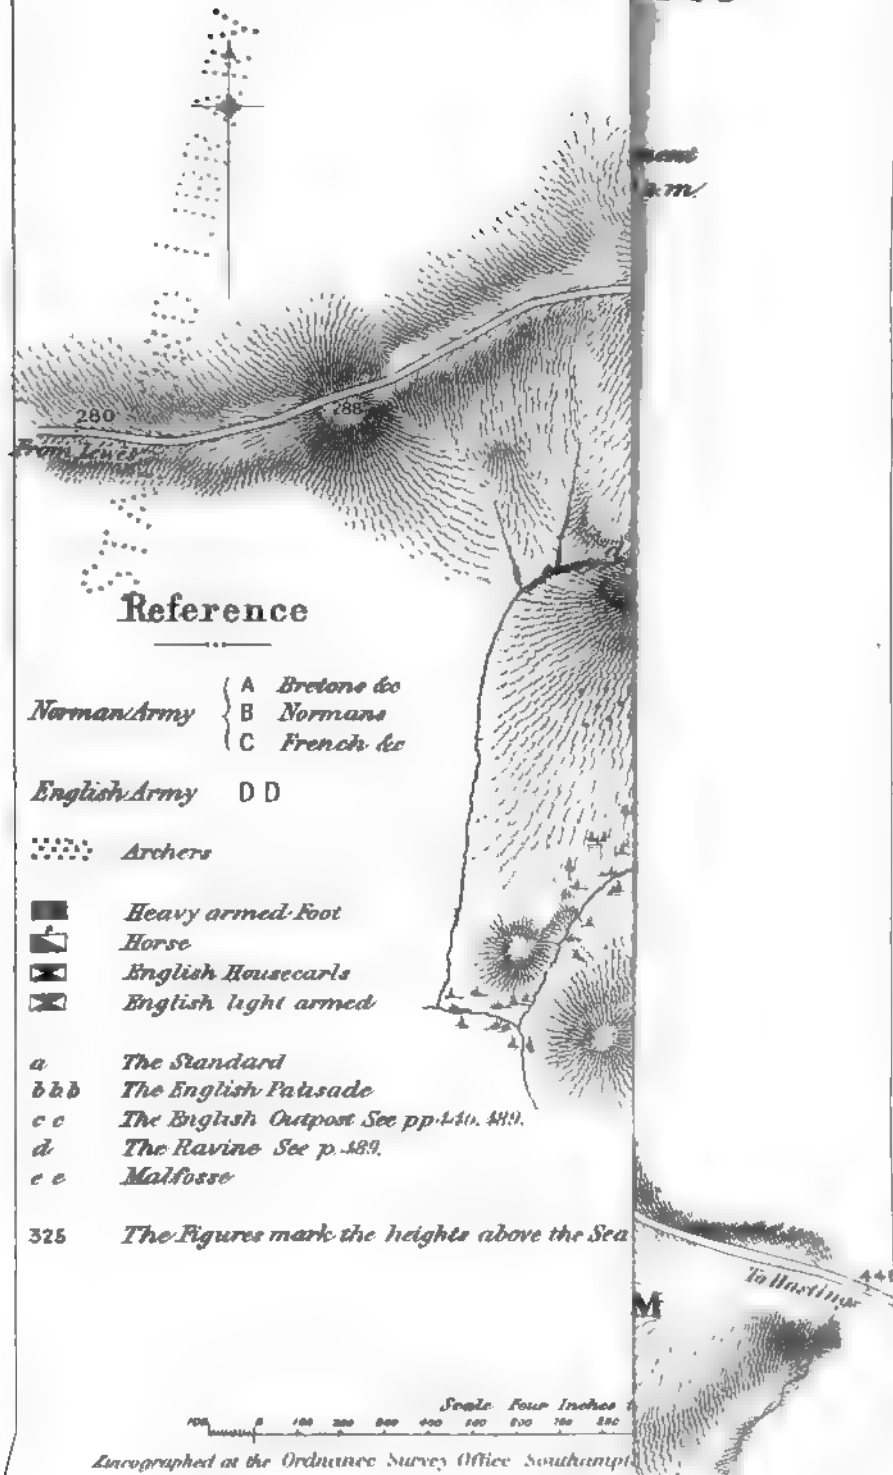 280
288
From Lewes
d
Reference
Norman Army
A Bretons &c
B Normans
C French &c
English Army D D
Archers
Heavy armed Foot
Horse
English Housecarls
English light armed
a The Standard
b b b The English Palisade
c c The English Outpost See pp. 489.
d The Ravine See p. 489.
e e Malfosse
325 The Figures mark the heights above the Sea
To Hastings
M
Scale Four Inches
100 0 100 200 300 400 500 600 700
Zincographed at the Ordnance Survey Office Southampt